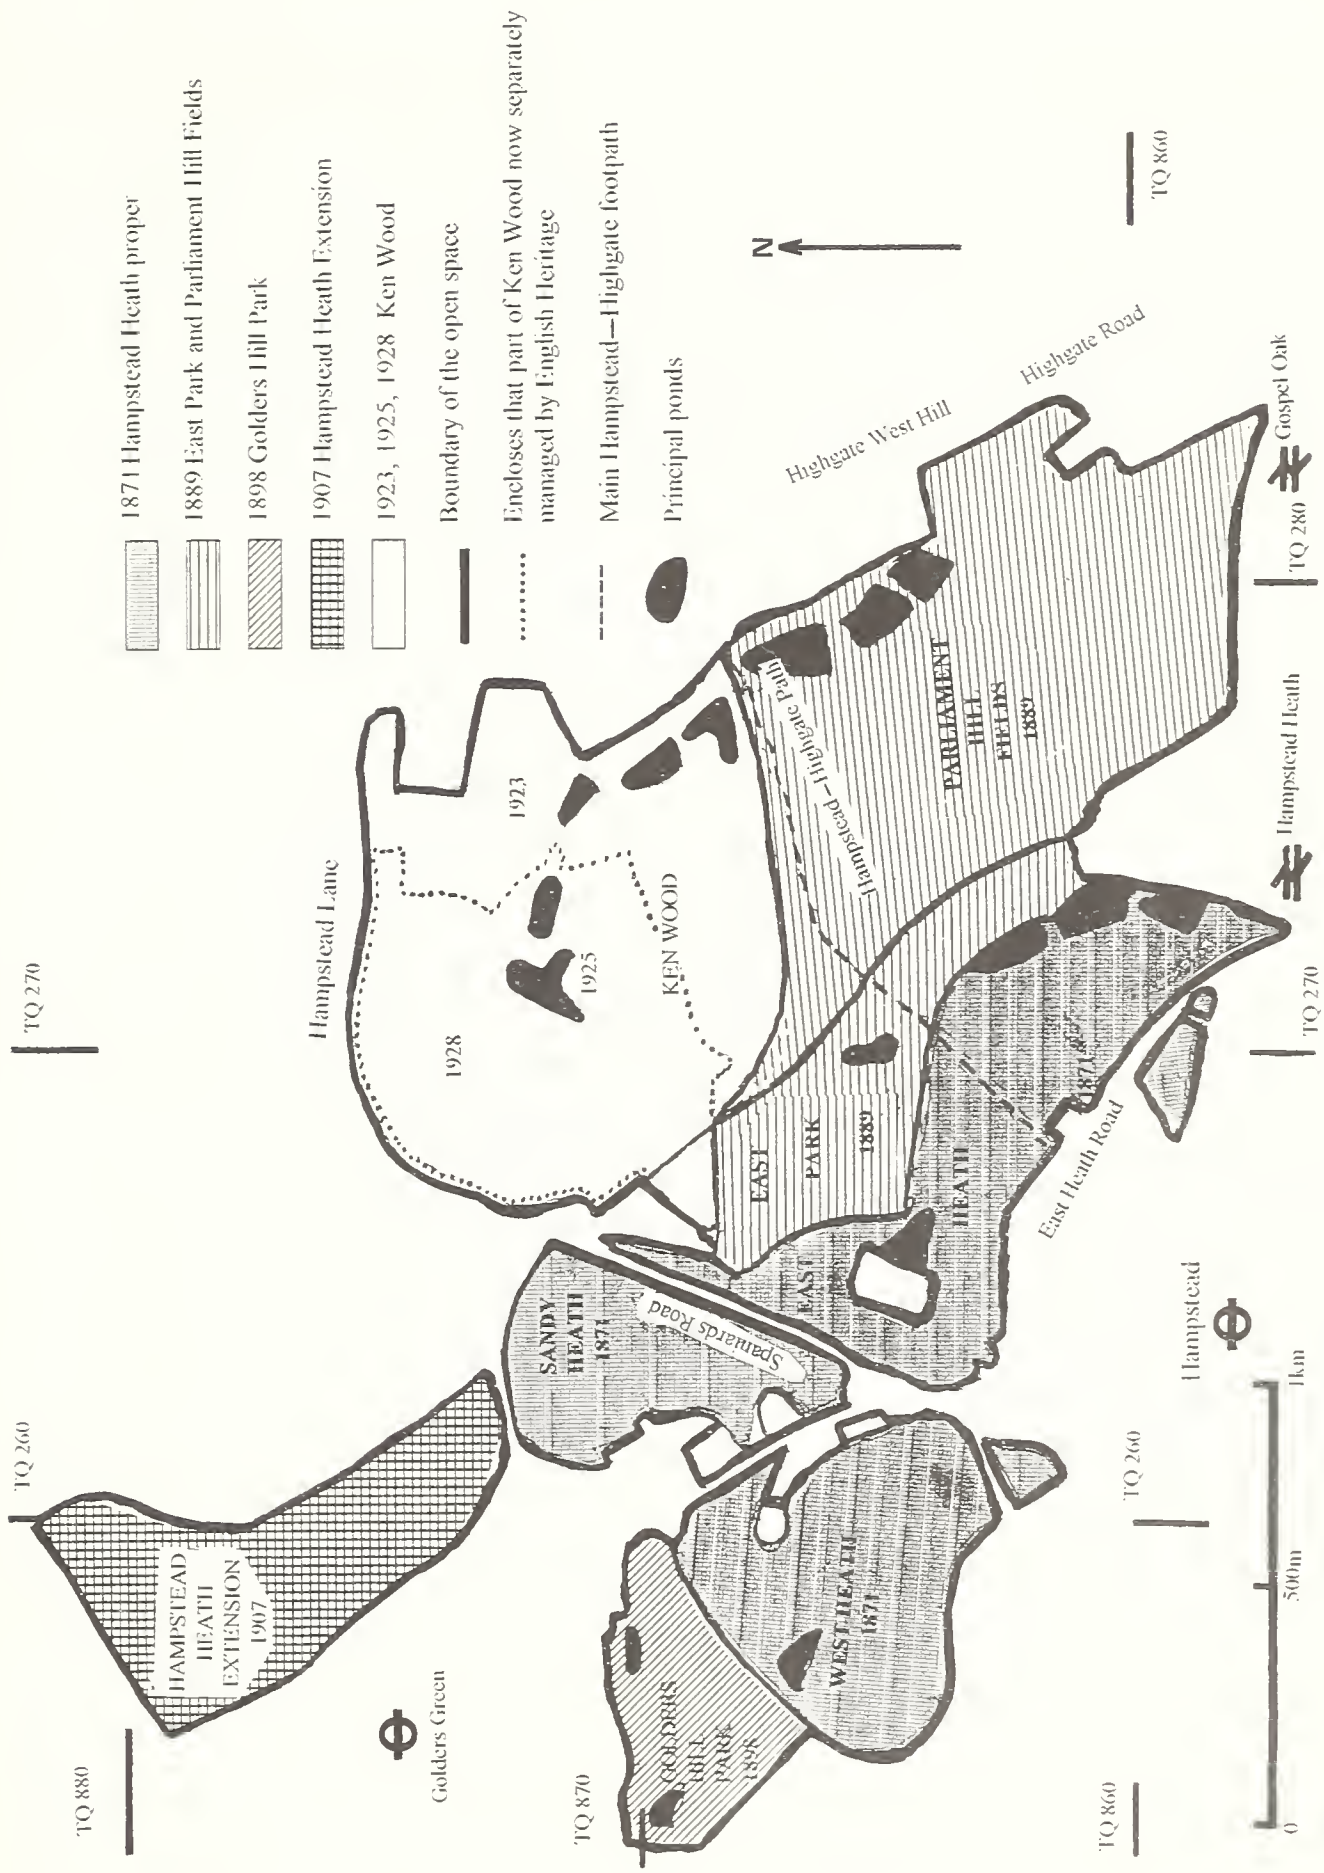 1871 Hampstead Heath proper
1889 East Park and Parliament Hill Fields
1898 Golders Hill Park
1907 Hampstead Heath Extension
1923, 1925, 1928 Ken Wood
Boundary of the open space
Encloses that part of Ken Wood now separately
managed by English Heritage
Main Hampstead—Highgate footpath
Principal ponds
N
TQ 260
TQ 270
TQ 880
HAMPSTEAD
HEATH
EXTENSION
1907
Golders Green
Hampstead Lane
1928
1923
1925
KEN WOOD
SANDY
HEATH
1871
Spaniards Road
TQ 870
GOLDERS
HILL
PARK
1898
WEST HEATH
1871
EAST
HEATH
1871
EAST
PARK
1889
Hampstead—Highgate Path
PARLIAMENT
HILL
FIELDS
1889
Highgate West Hill
Highgate Road
East Heath Road
TQ 860
TQ 860
TQ 260
Hampstead
TQ 270
Hampstead Heath
TQ 280
Gospel Oak
0
500m
1km